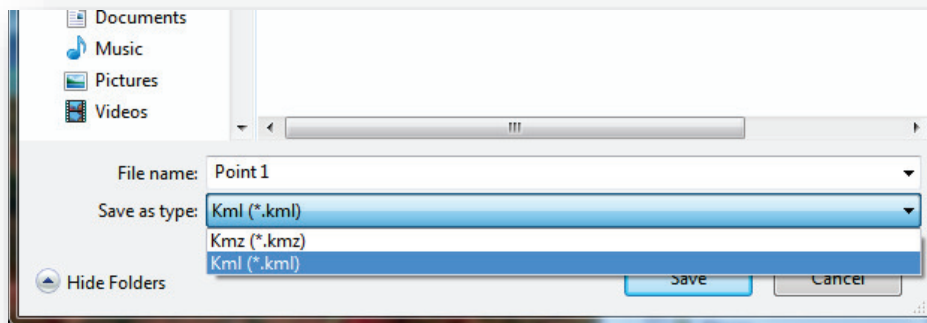 Documents
Music
Pictures
Videos
File name: Point 1
Save as type: Kml (*.kml)
Kmz (*.kmz)
Kml (*.kml)
Hide Folders Save Cancel